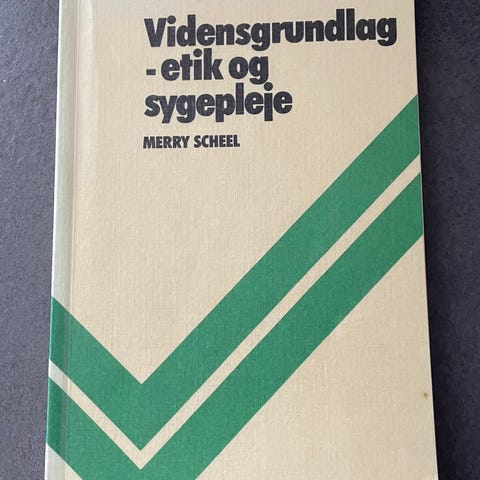 Vidensgrundlag
- etik og
sygepleje
MERRY SCHEEL